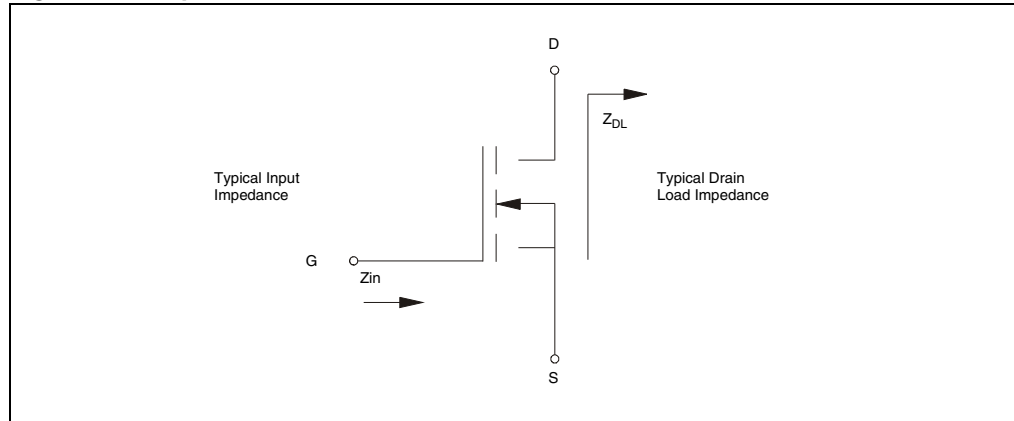 D
Z_DL
Typical Input
Impedance
Typical Drain
Load Impedance
G
Zin
S